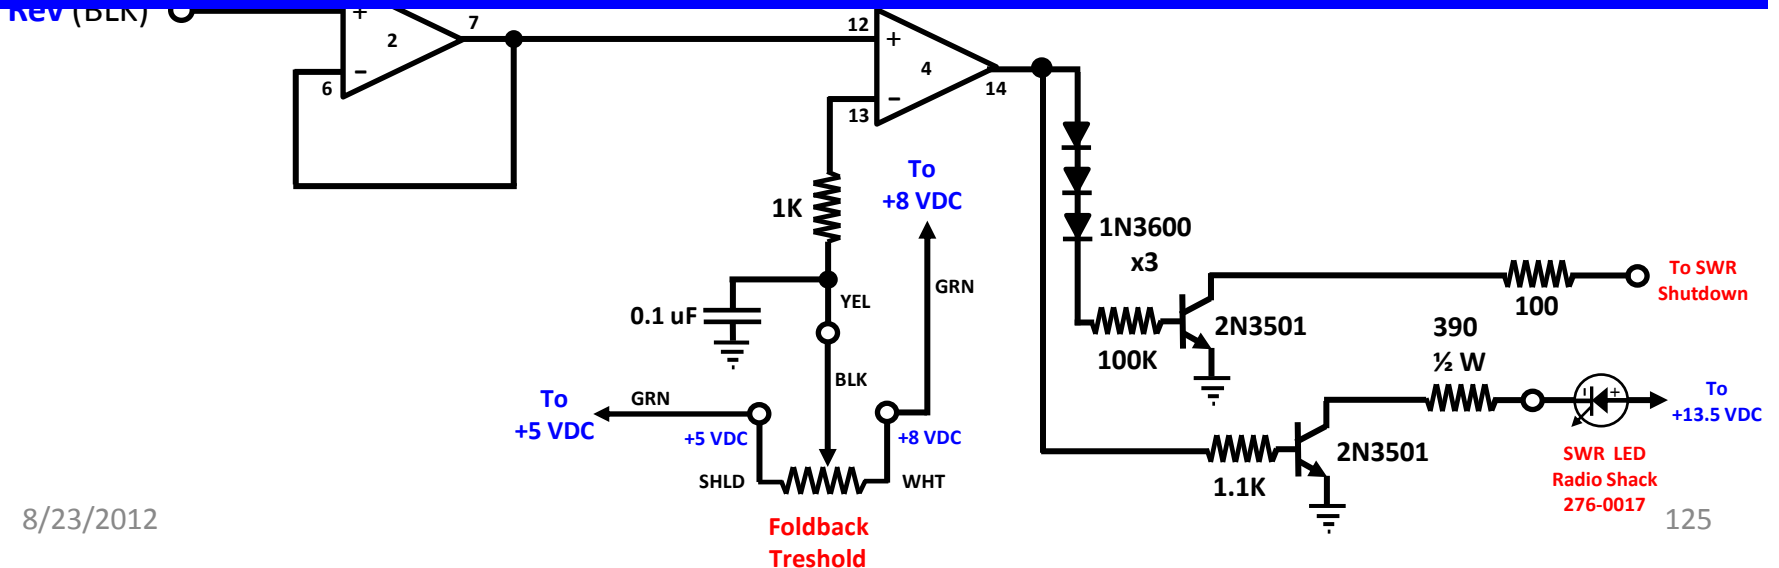 Rev (BLK)
+
2
7
6
−
12
+
4
14
13
−
To
+8 VDC
1K
1N3600
x3
GRN
YEL
0.1 uF
To SWR
Shutdown
100
2N3501
390
½ W
100K
BLK
To
+5 VDC
GRN
+5 VDC
+8 VDC
− +
To
+13.5 VDC
2N3501
SHLD
WHT
1.1K
SWR LED
Radio Shack
276-0017
Foldback
Treshold
8/23/2012
125